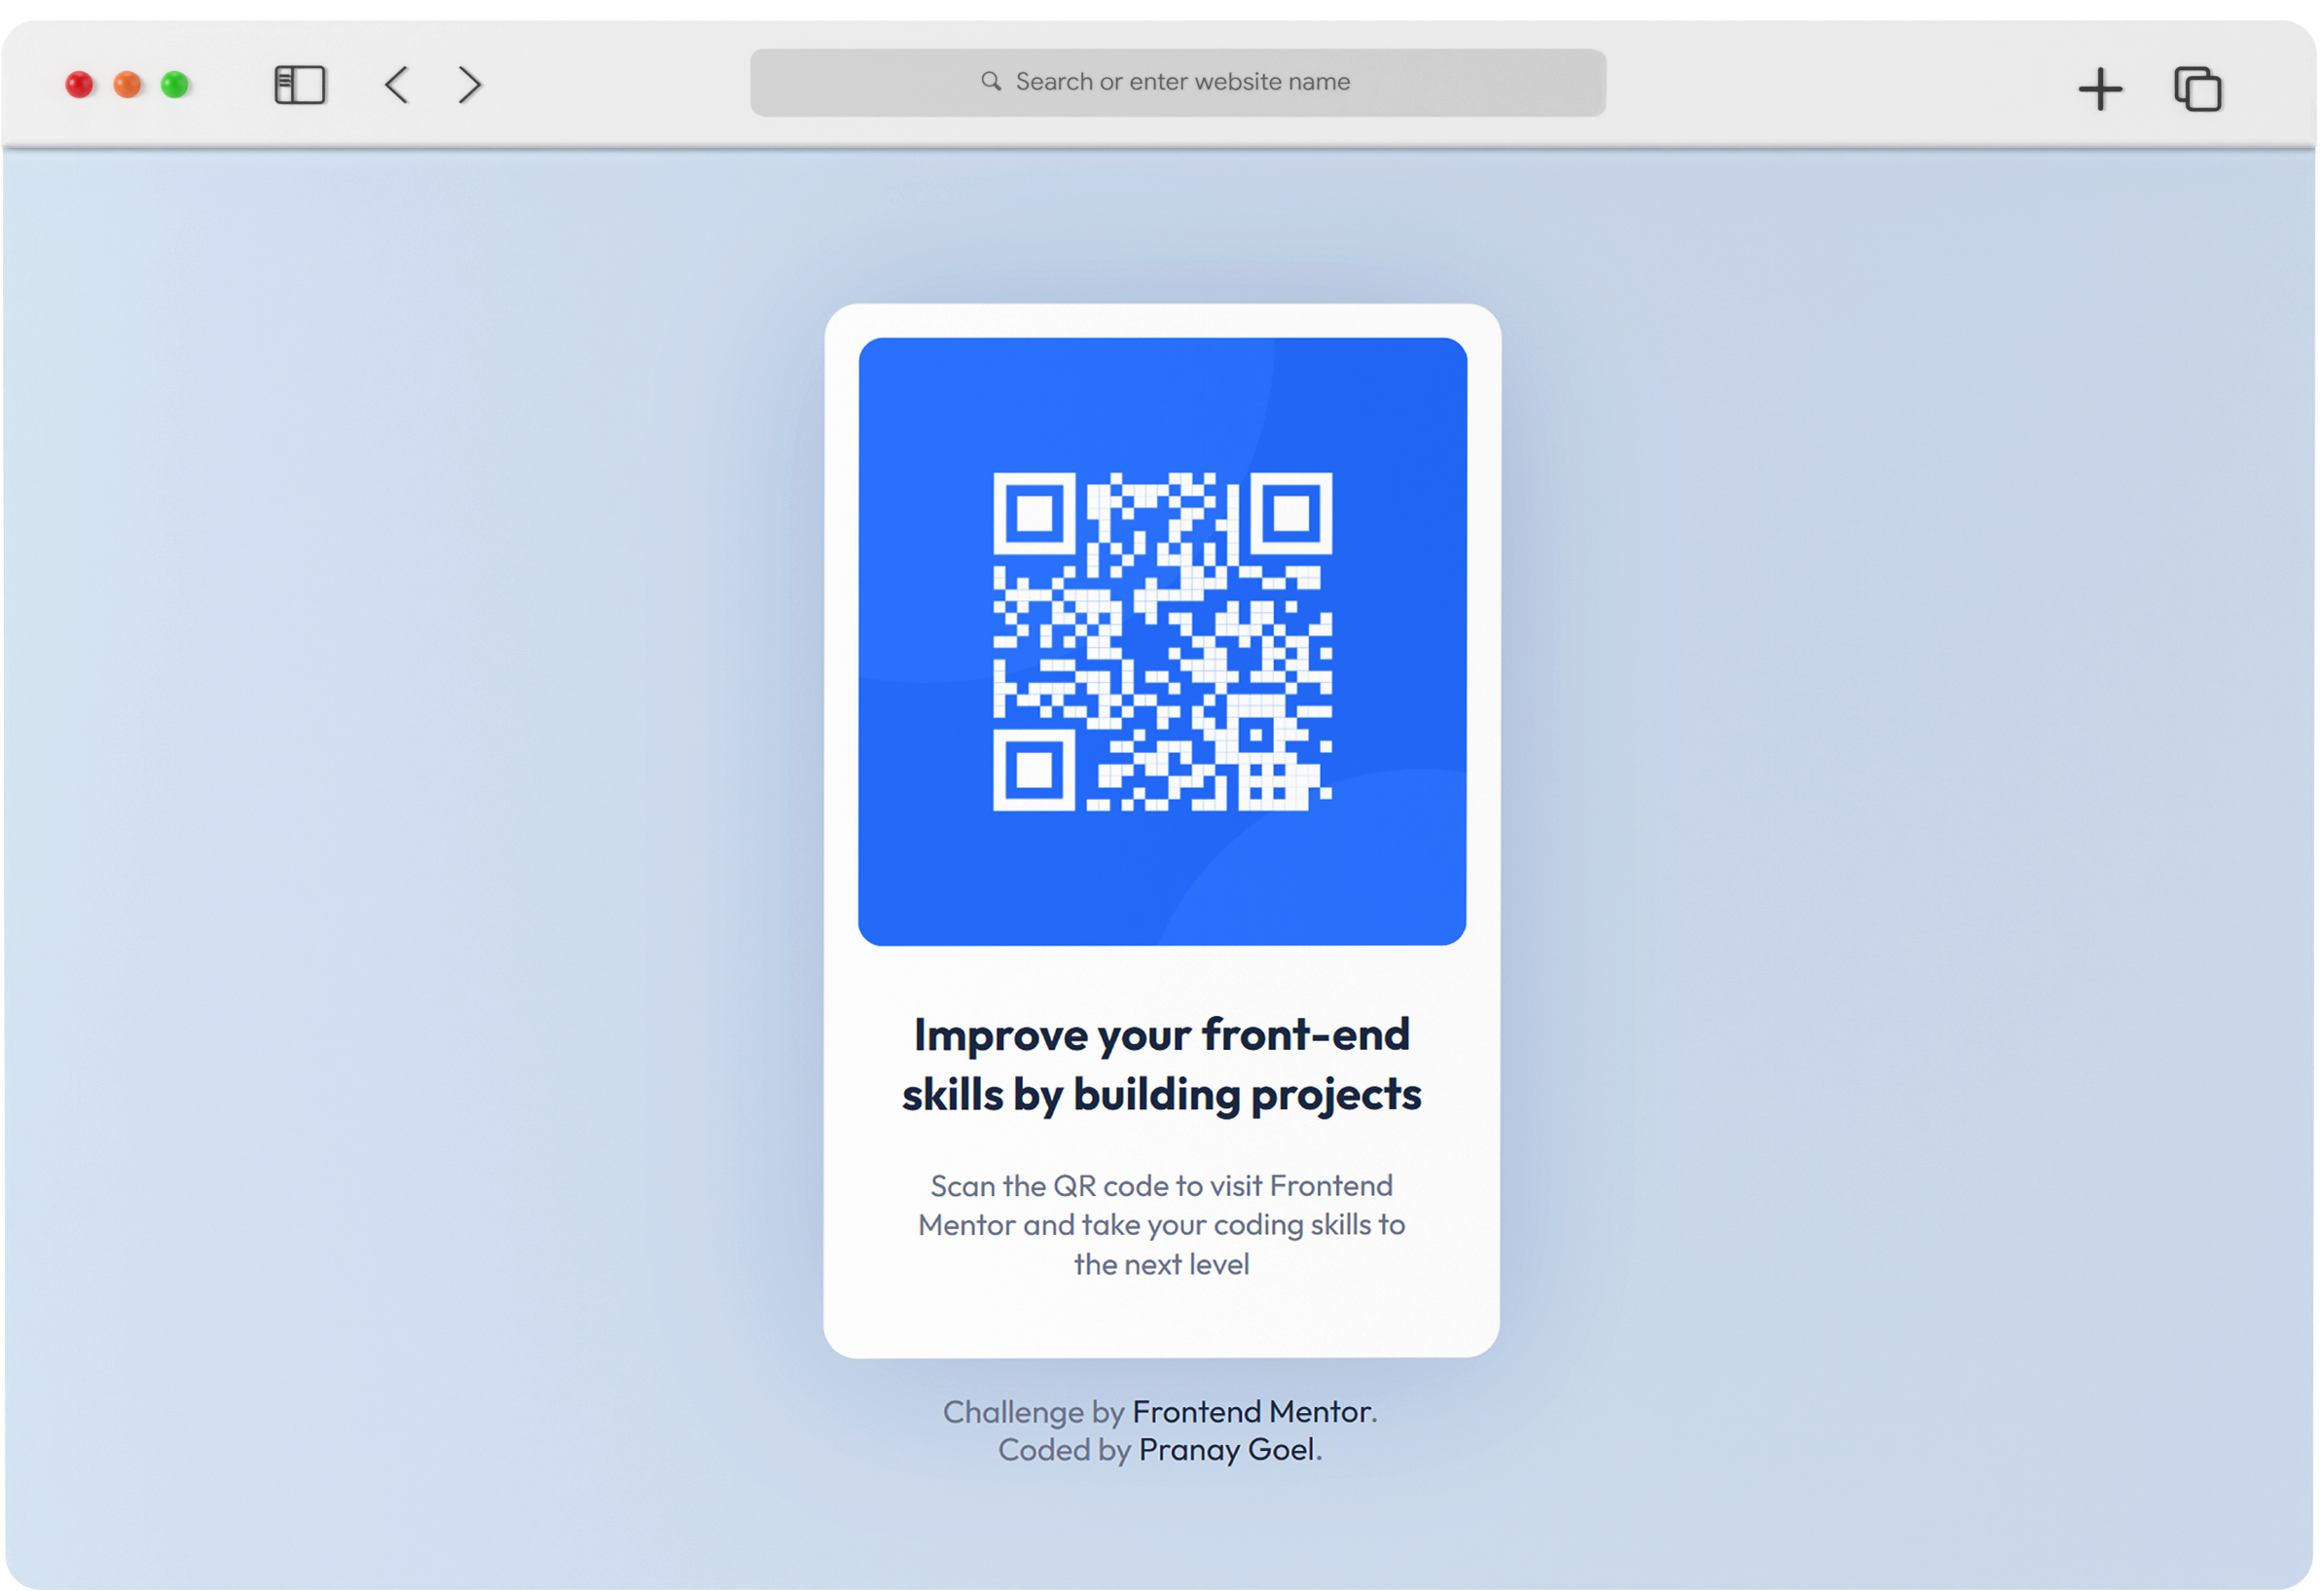 Search or enter website name
Improve your front-end
skills by building projects
Scan the QR code to visit Frontend
Mentor and take your coding skills to
the next level
Challenge by Frontend Mentor.
Coded by Pranay Goel.